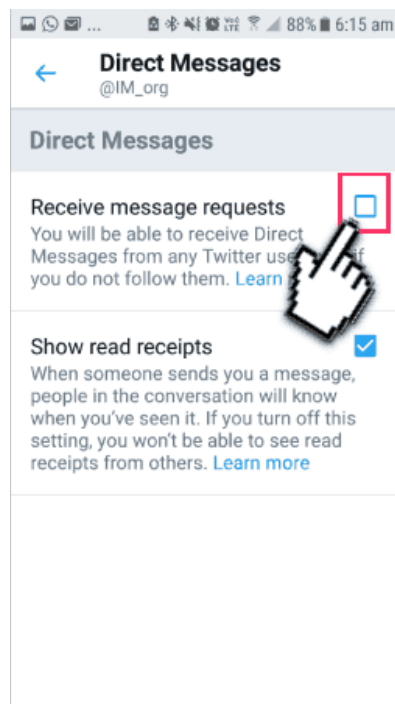 ... 88% 6:15 am
Direct Messages
@IM_org
Direct Messages
Receive message requests
You will be able to receive Direct
Messages from any Twitter use if
you do not follow them. Learn
Show read receipts
When someone sends you a message,
people in the conversation will know
when you've seen it. If you turn off this
setting, you won't be able to see read
receipts from others. Learn more